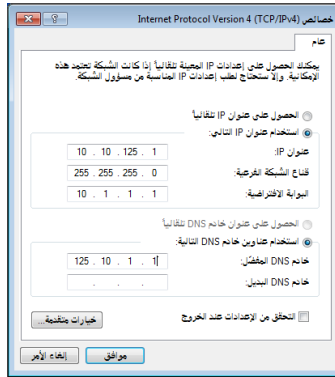 خصائص Internet Protocol Version 4 (TCP/IPv4)
عام
يمكنك الحصول على إعدادات IP المعينة تلقائياً إذا كانت الشبكة تعتمد هذه
الإمكانية. وإلا ستحتاج لطلب إعدادات IP المناسبة من مسؤول الشبكة.
الحصول على عنوان IP تلقائياً
استخدام عنوان IP التالي:
عنوان IP: 10 . 10 . 125 . 1
قناع الشبكة الفرعية: 255 . 255 . 255 . 0
البوابة الافتراضية: 10 . 1 . 1 . 1
الحصول على عنوان خادم DNS تلقائياً
استخدام عناوين خادم DNS التالية:
خادم DNS المفضل: 125 . 10 . 1 . 1
خادم DNS البديل: . . .
التحقق من الإعدادات عند الخروج
خيارات متقدمة...
موافق
إلغاء الأمر